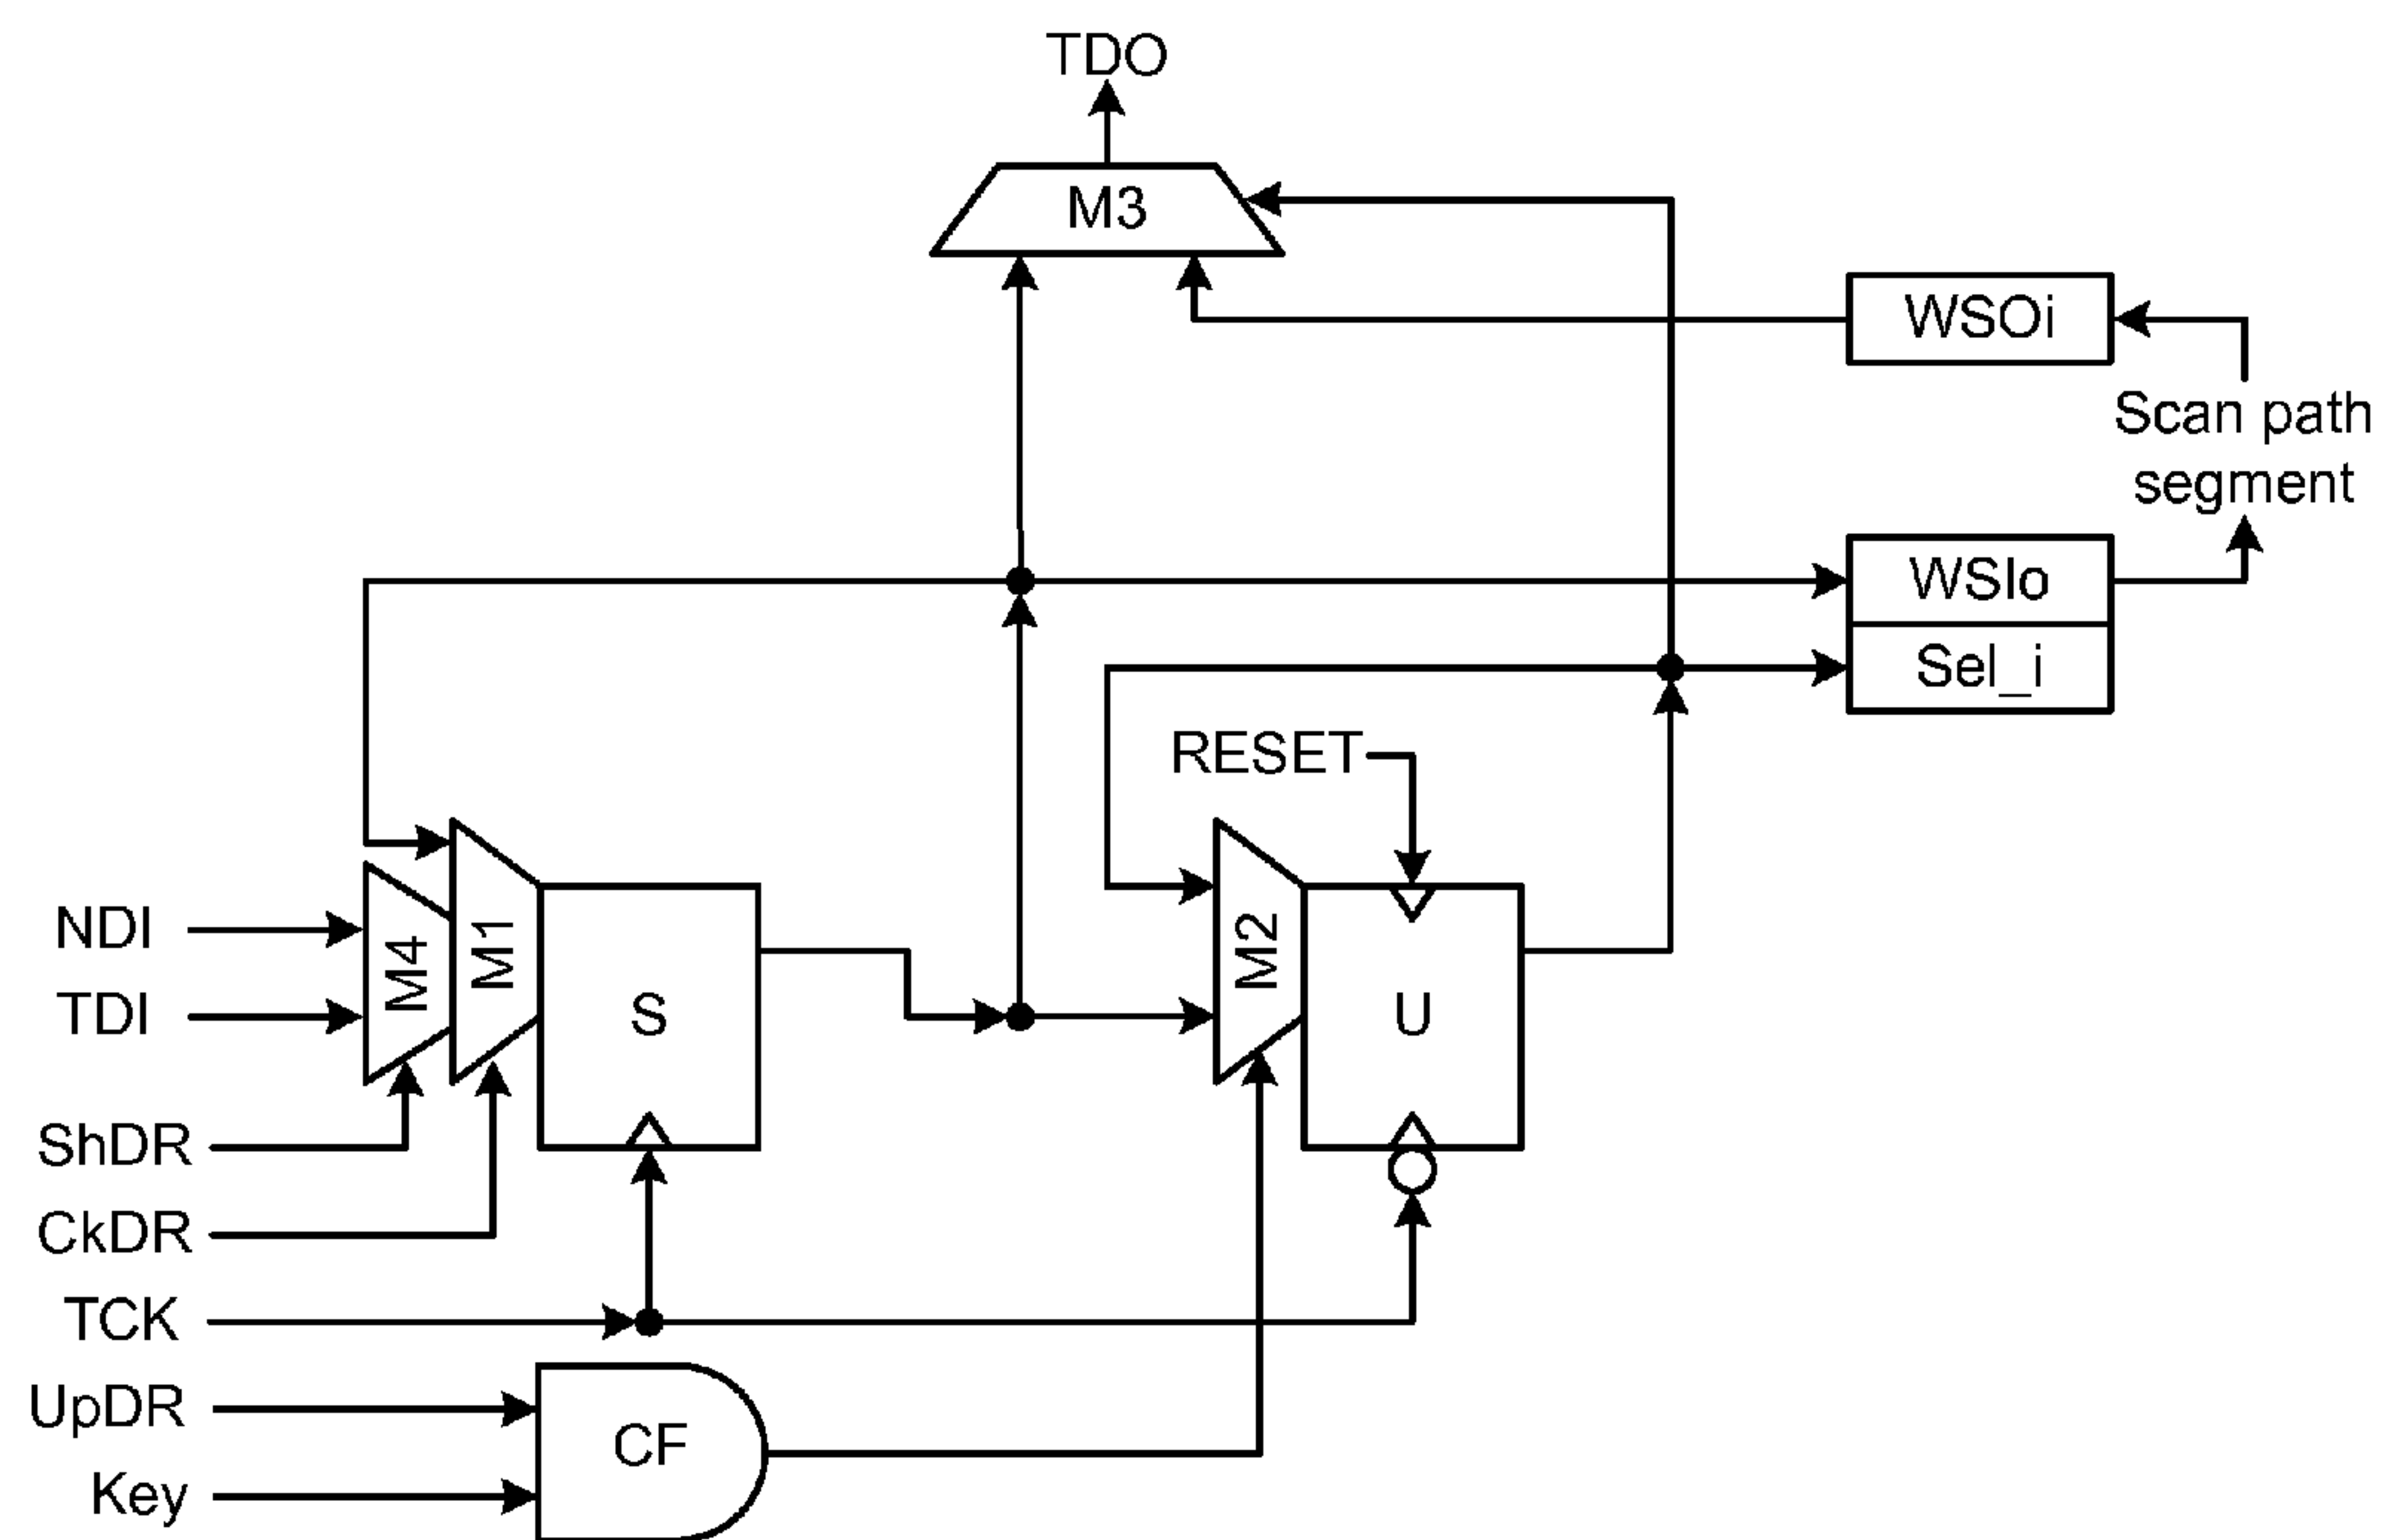 TDO
M3
WSOi
Scan path
segment
WSIo
Sel_i
RESET
NDI
TDI
M4
M1
S
M2
U
ShDR
CkDR
TCK
UpDR
CF
Key